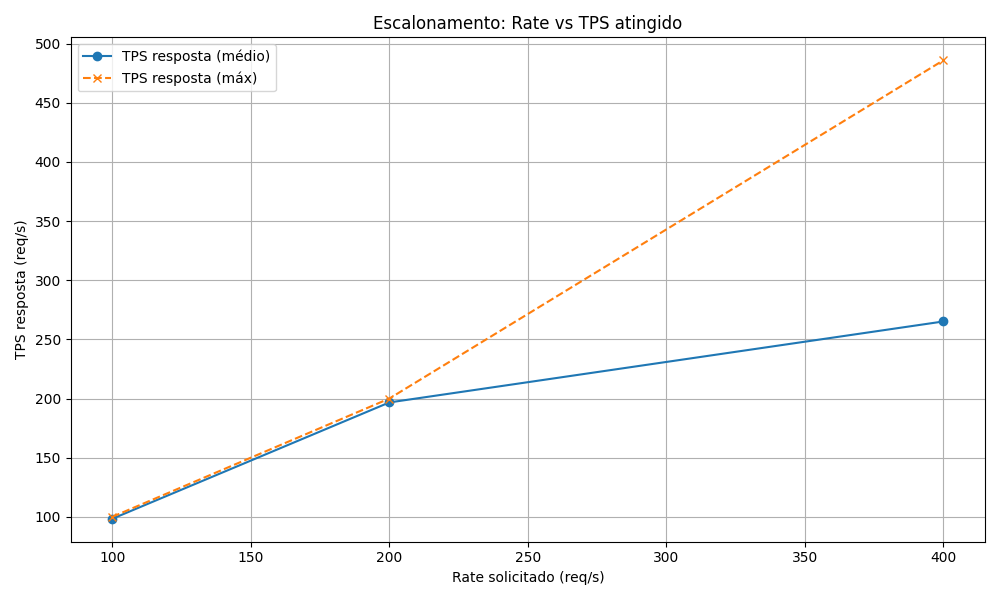 Escalonamento: Rate vs TPS atingido
TPS resposta (médio)
TPS resposta (máx)
TPS resposta (req/s)
500
450
400
350
300
250
200
150
100
100 150 200 250 300 350 400
Rate solicitado (req/s)